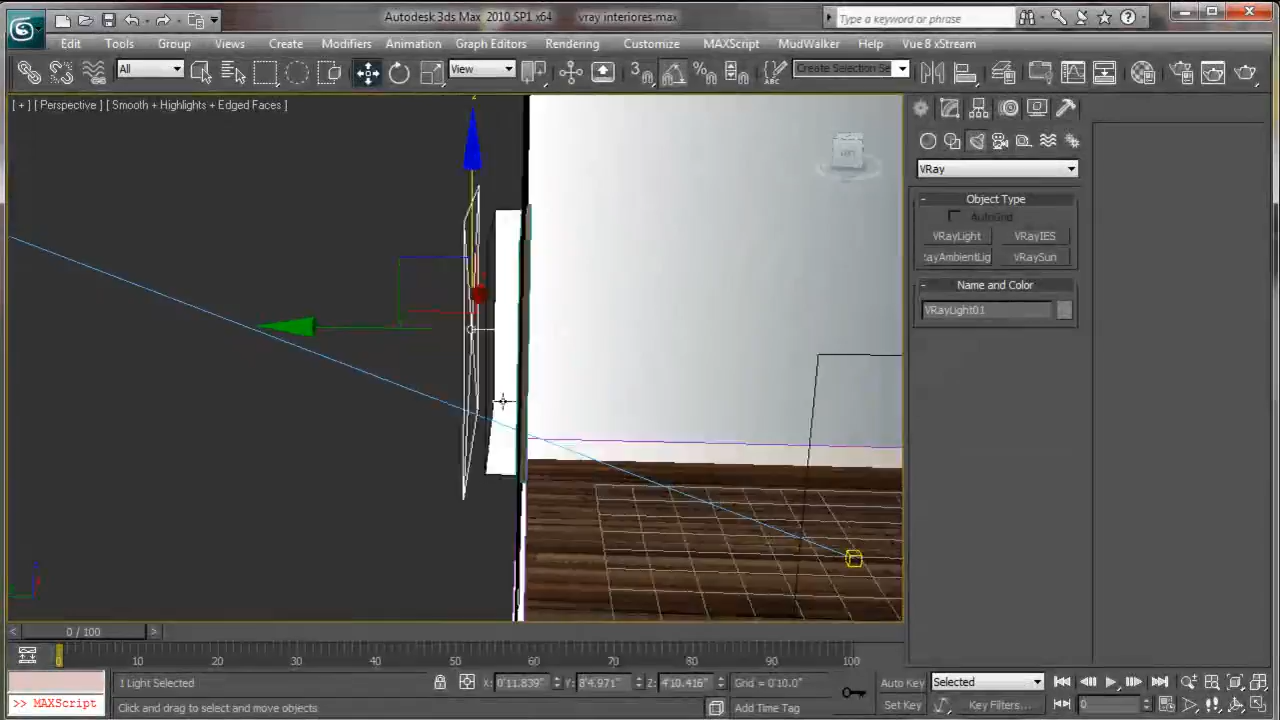 Autodesk 3ds Max 2010 SP1 x64 vray interiores.max
Type a keyword or phrase
Edit Tools Group Views Create Modifiers Animation Graph Editors Rendering Customize MAXScript MudWalker Help Vue 8 xStream
All View Create Selection Se
[ + ] [ Perspective ] [ Smooth + Highlights + Edged Faces ]
VRay
Object Type
AutoGrid
VRayLight VRayIES
rayAmbientLig VRaySun
Name and Color
VRayLight01
0 / 100
0 10 20 30 40 50 60 70 80 90 100
1 Light Selected X: 0'11.839" Y: 8'4.971" Z: 4'10.416" Grid = 0'10.0" Auto Key Selected
>> MAXScript Click and drag to select and move objects Add Time Tag Set Key Key Filters... 0